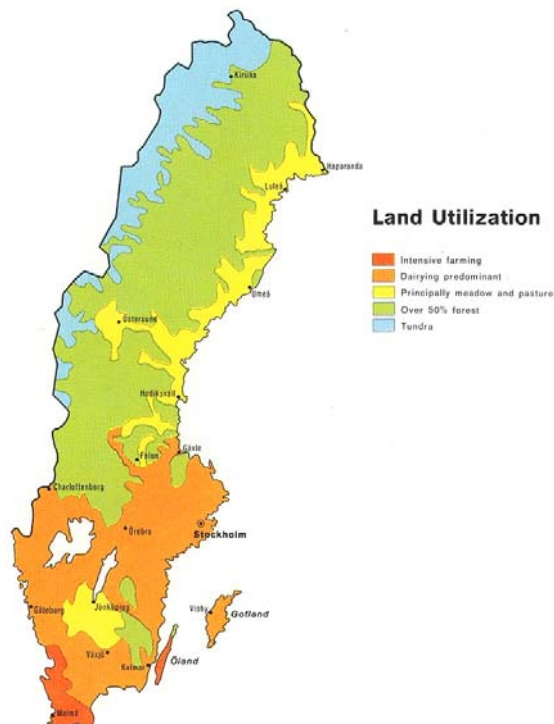 Kiruna
Haparanda
Luleå
Land Utilization
Intensive farming
Dairying predominant
Principally meadow and pasture
Over 50% forest
Tundra
Umeå
Östersund
Hudiksvall
Gävle
Falun
Charlottenberg
Örebro
Stockholm
Göteborg
Jönköping
Visby
Gotland
Växjö
Kalmar
Öland
Malmö